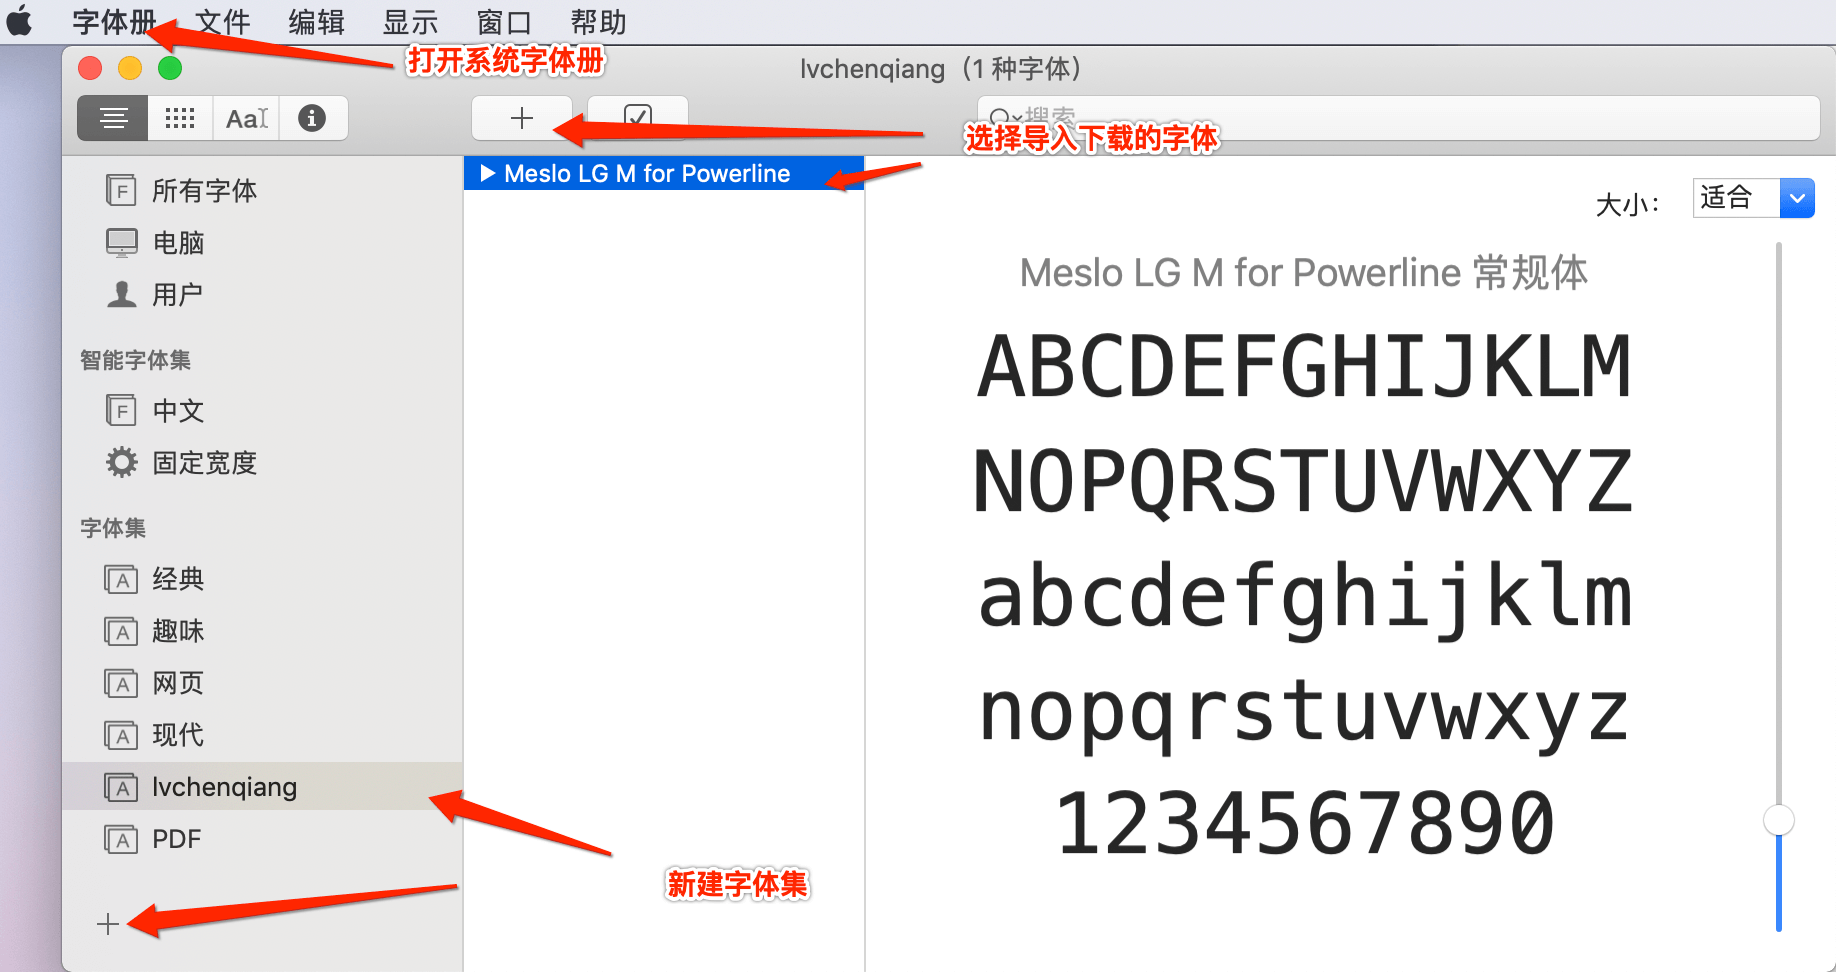 字体册 文件 编辑 显示 窗口 帮助
打开系统字体册
lvchenqiang（1 种字体）
Aa
搜索
选择导入下载的字体
所有字体
电脑
用户
智能字体集
中文
固定宽度
字体集
经典
趣味
网页
现代
lvchenqiang
PDF
Meslo LG M for Powerline
大小：
适合
Meslo LG M for Powerline 常规体
ABCDEFGHIJKLM
NOPQRSTUVWXYZ
abcdefghijklm
nopqrstuvwxyz
1234567890
新建字体集